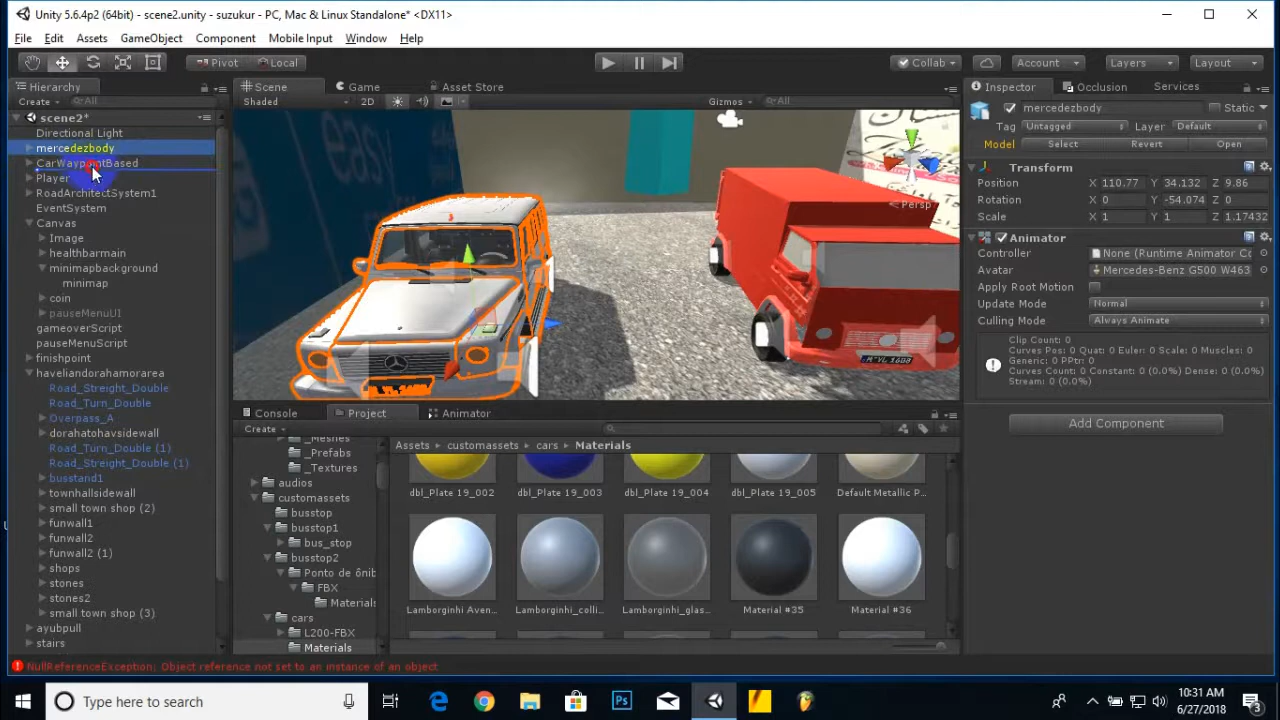 Unity 5.6.4p2 (64bit) - scene2.unity - suzukur - PC, Mac & Linux Standalone* <DX11>
File Edit Assets GameObject Component Mobile Input Window Help
Pivot Local Collab Account Layers Layout
Hierarchy Scene Game Asset Store Inspector Occlusion Services
Create All Shaded 2D Gizmos All mercedezbody Static
scene2* Tag Untagged Layer Default
Directional Light Model Select Revert Open
mercedezbody
CarWaypointBased Transform
Player Position X 110.77 Y 34.132 Z 9.86
RoadArchitectSystem1 Rotation X 0 Y -54.074 Z 0
EventSystem Persp Scale X 1 Y 1 Z 1.17432
Canvas
Image Animator
healthbarmain Controller None (Runtime Animator Co
minimapbackground Avatar Mercedes-Benz G500 W463
minimap Apply Root Motion
coin Update Mode Normal
pauseMenuUI Culling Mode Always Animate
gameoverScript Clip Count: 0
pauseMenuScript Curves Pos: 0 Quat: 0 Euler: 0 Scale: 0 Muscles: 0
finishpoint Generic: 0 PPtr: 0
haveliandorahamorarea Curves Count: 0 Constant: 0 (0.0%) Dense: 0 (0.0%)
Stream: 0 (0.0%)
Road_Streight_Double
Road_Turn_Double
Overpass_A Console Project Animator Add Component
dorahatohavsidewall Create
Road_Turn_Double (1) _Prefabs Assets customassets cars Materials
Road_Streight_Double (1) _Textures
busstand1 audios
townhallsidewall customassets dbl_Plate 19_002 dbl_Plate 19_003 dbl_Plate 19_004 dbl_Plate 19_005 Default Metallic P...
small town shop (2) busstop
funwall1 busstop1
funwall2 bus_stop
funwall2 (1) busstop2
shops Ponto de ônib
stones FBX
stones2 Materials Lamborginhi Aven... Lamborginhi_colli... Lamborginhi_glas... Material #35 Material #36
small town shop (3) cars
ayubpull L200-FBX
stairs Materials
NullReferenceException: Object reference not set to an instance of an object
Type here to search 10:31 AM
6/27/2018
3